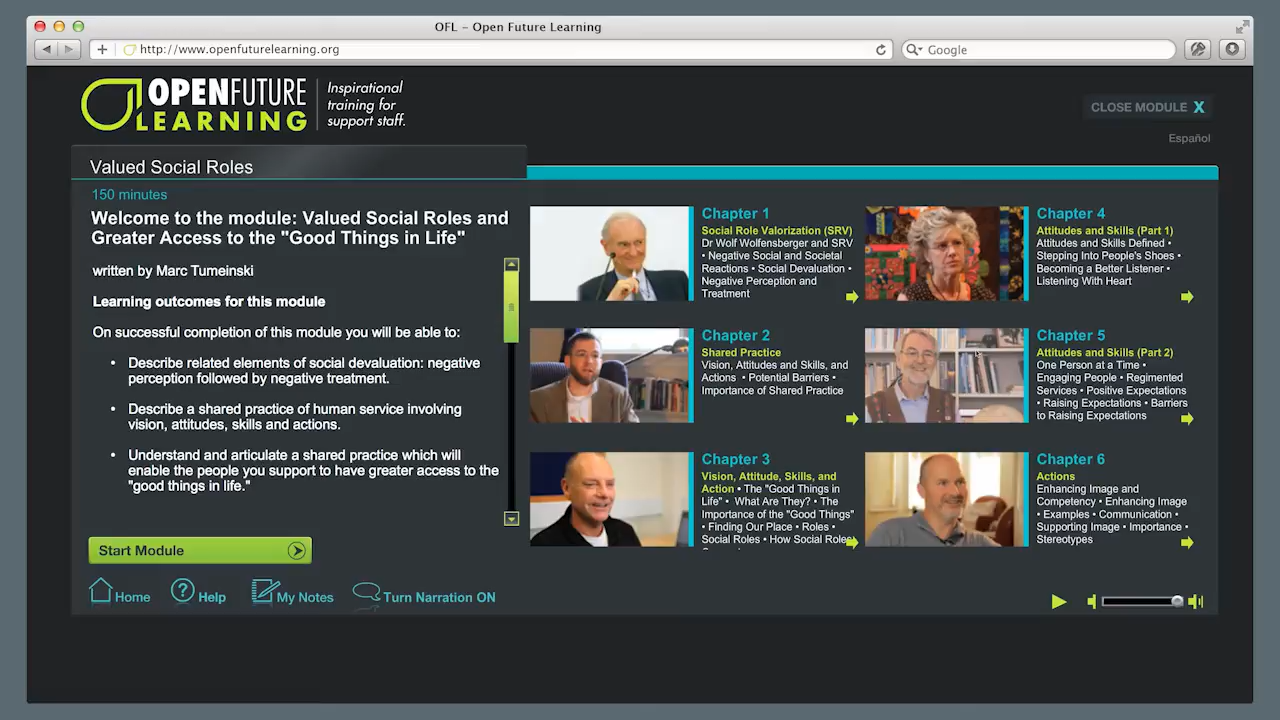 OFL – Open Future Learning
http://www.openfuturelearning.org
Google
OPENFUTURE
LEARNING
Inspirational
training for
support staff.
CLOSE MODULE X
Español
Valued Social Roles
150 minutes
Welcome to the module: Valued Social Roles and
Greater Access to the "Good Things in Life"
written by Marc Tumeinski
Learning outcomes for this module
On successful completion of this module you will be able to:
• Describe related elements of social devaluation: negative
perception followed by negative treatment.
• Describe a shared practice of human service involving
vision, attitudes, skills and actions.
• Understand and articulate a shared practice which will
enable the people you support to have greater access to the
"good things in life."
Start Module
Home
Help
My Notes
Turn Narration ON
Chapter 1
Social Role Valorization (SRV)
Dr Wolf Wolfensberger and SRV
• Negative Social and Societal
Reactions • Social Devaluation •
Negative Perception and
Treatment
Chapter 2
Shared Practice
Vision, Attitudes and Skills, and
Actions • Potential Barriers •
Importance of Shared Practice
Chapter 3
Vision, Attitude, Skills, and
Action • The "Good Things in
Life" • What Are They? • The
Importance of the "Good Things"
• Finding Our Place • Roles •
Social Roles • How Social Roles
Chapter 4
Attitudes and Skills (Part 1)
Attitudes and Skills Defined •
Stepping Into People's Shoes •
Becoming a Better Listener •
Listening With Heart
Chapter 5
Attitudes and Skills (Part 2)
One Person at a Time •
Engaging People • Regimented
Services • Positive Expectations
• Raising Expectations • Barriers
to Raising Expectations
Chapter 6
Actions
Enhancing Image and
Competency • Enhancing Image
• Examples • Communication •
Supporting Image • Importance •
Stereotypes